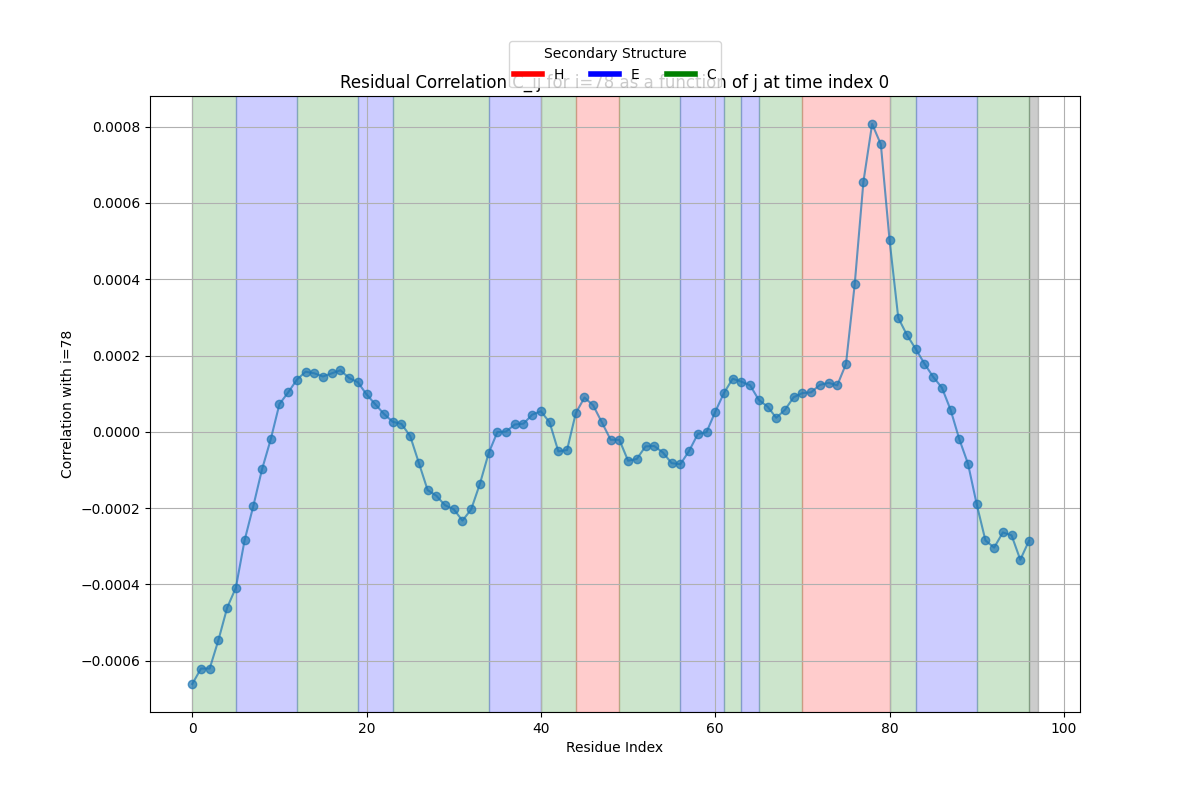 Secondary Structure
H E C
Residual Correlation C_ij for i=78 as a function of j at time index 0
0.0008
0.0006
0.0004
0.0002
0.0000
−0.0002
−0.0004
−0.0006
Correlation with i=78
0 20 40 60 80 100
Residue Index